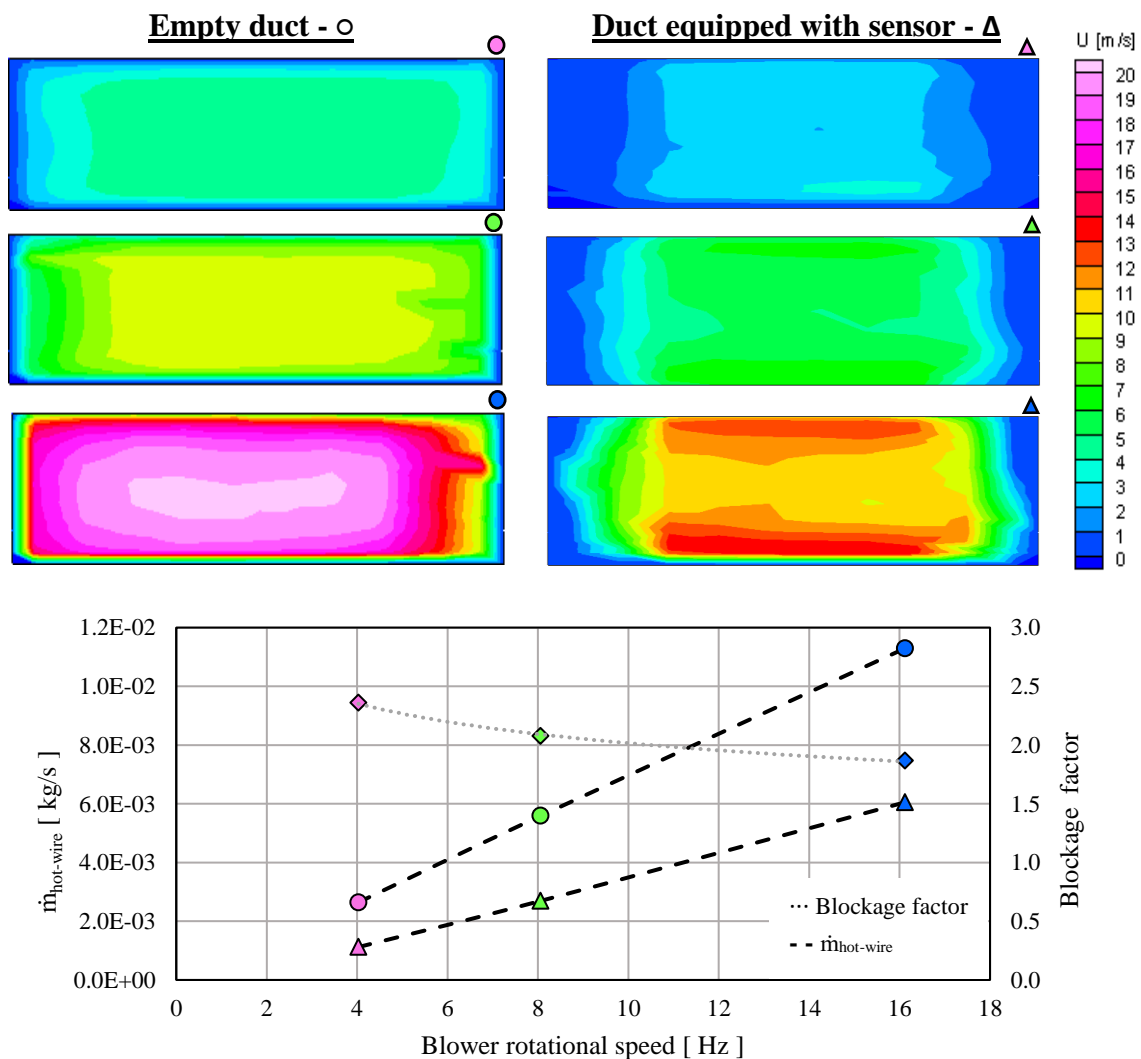 Empty duct - ○
Duct equipped with sensor - Δ
U [m/s]
20
19
18
17
16
15
14
13
12
11
10
9
8
7
6
5
4
3
2
1
0
1.2E-02
1.0E-02
8.0E-03
6.0E-03
4.0E-03
2.0E-03
0.0E+00
ṁhot-wire [ kg/s ]
3.0
2.5
2.0
1.5
1.0
0.5
0.0
Blockage factor
Blockage factor
ṁhot-wire
0 2 4 6 8 10 12 14 16 18
Blower rotational speed [ Hz ]